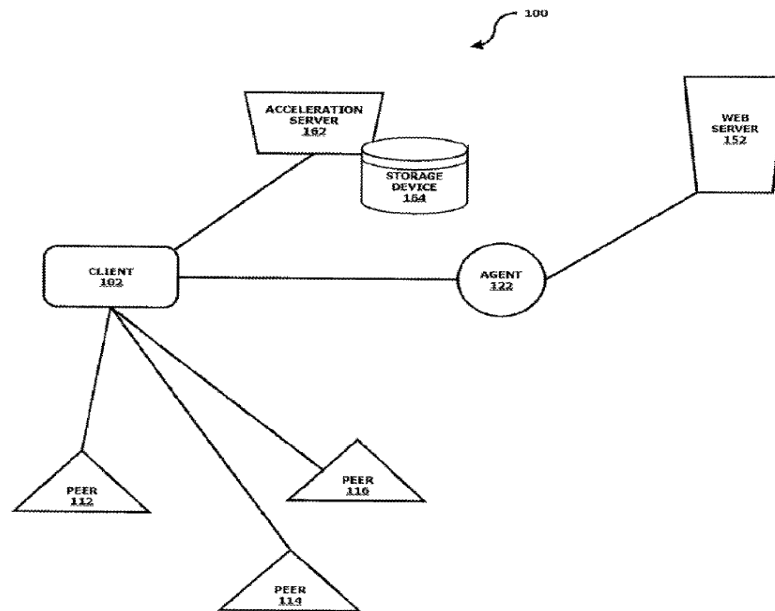 100
ACCELERATION
SERVER
162
WEB
SERVER
152
STORAGE
DEVICE
164
CLIENT
102
AGENT
122
PEER
112
PEER
116
PEER
114